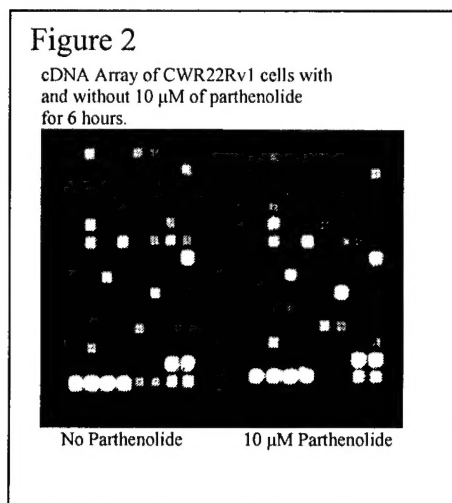 Figure 2
cDNA Array of CWR22Rv1 cells with
and without 10 μM of parthenolide
for 6 hours.
No Parthenolide
10 μM Parthenolide